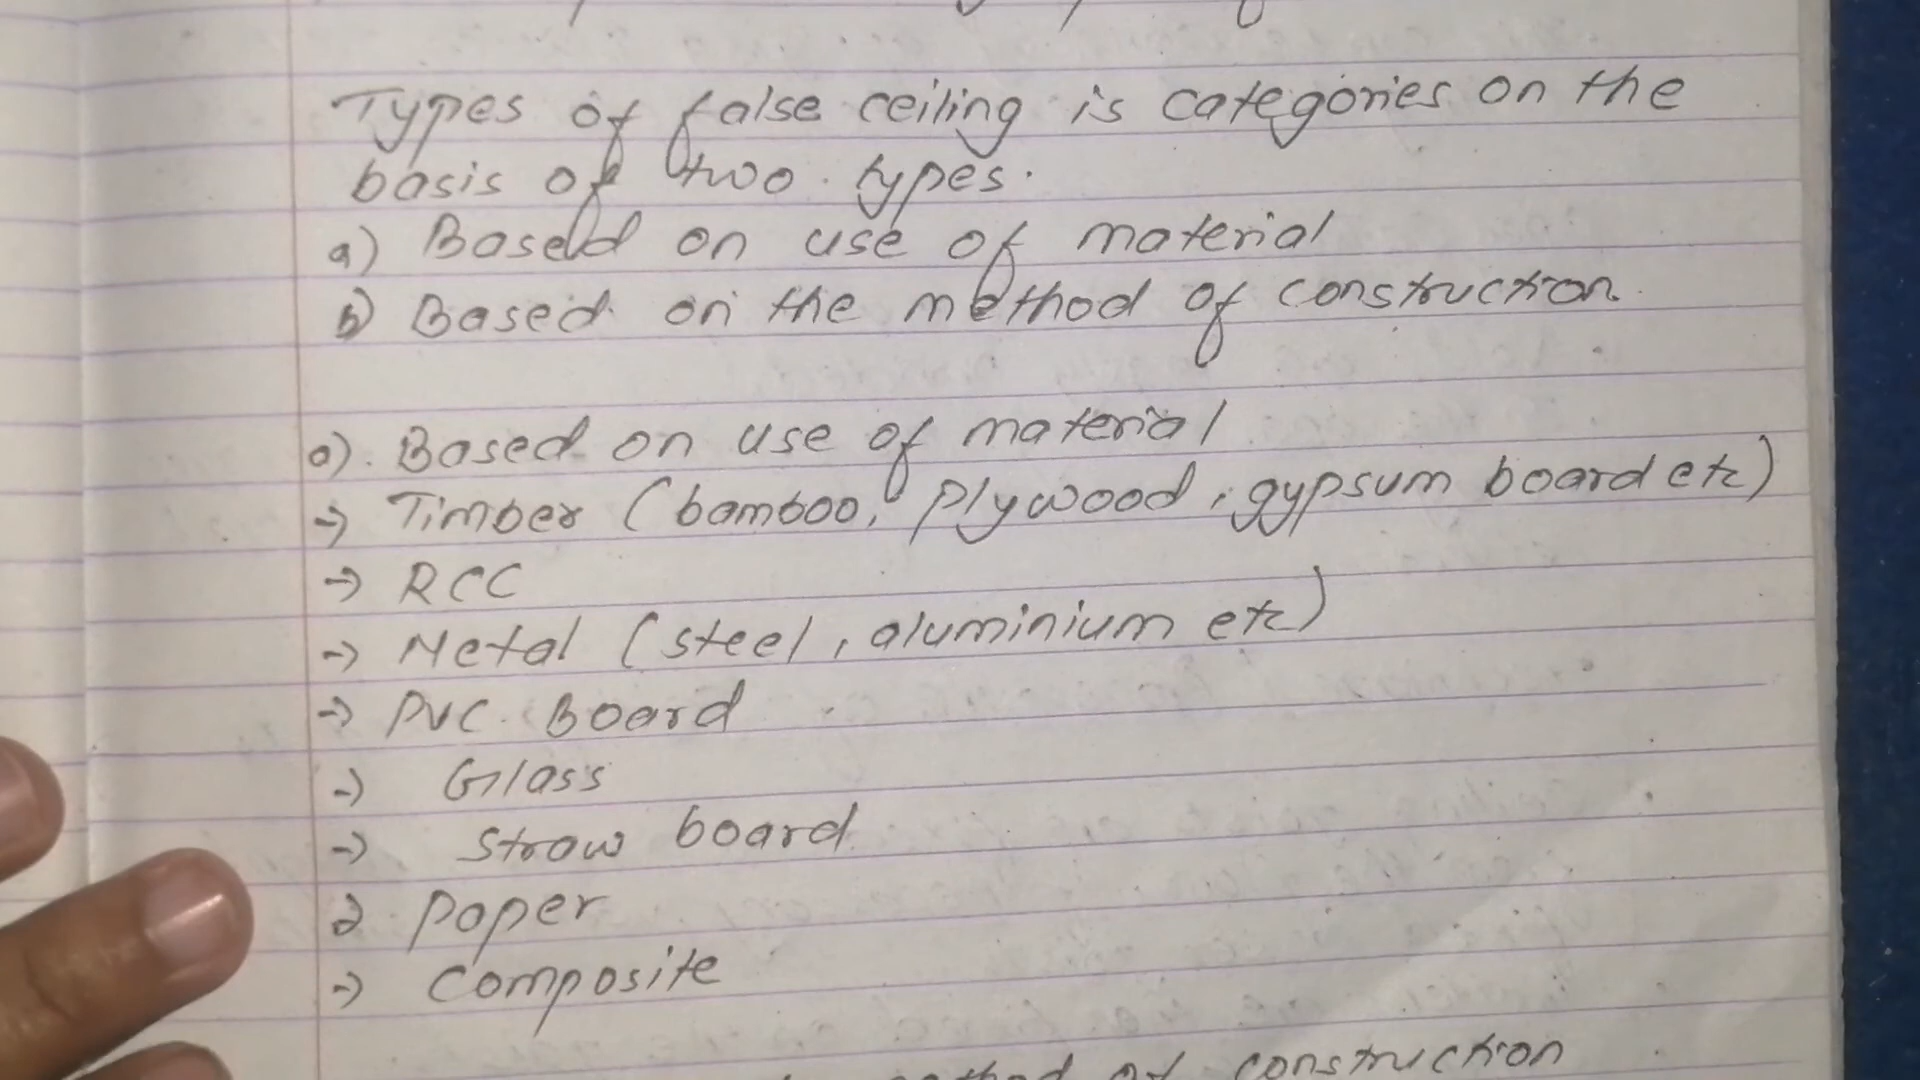 Types of false ceiling is categories on the
basis of two types.
a) Based on use of material
b) Based on the method of construction.
a). Based on use of material
→ Timber (bamboo, plywood, gypsum board etc)
→ RCC
→ Metal (steel, aluminium etc)
→ PVC Board
→ Glass
→ Straw board
→ paper
→ composite
method of construction